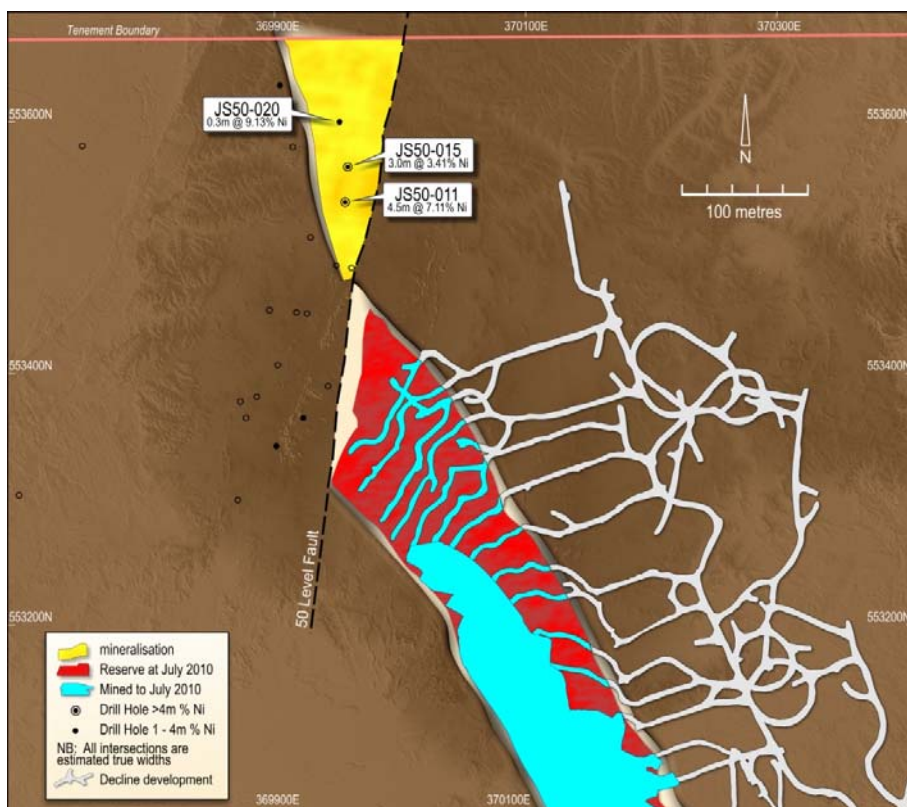 369900E
370100E
370300E
Tenement Boundary
553600N
553600N
JS50-020
0.3m @ 9.13% Ni
JS50-015
3.0m @ 3.41% Ni
JS50-011
4.5m @ 7.11% Ni
N
100 metres
553400N
553400N
50 Level Fault
553200N
553200N
mineralisation
Reserve at July 2010
Mined to July 2010
Drill Hole >4m % Ni
Drill Hole 1 - 4m % Ni
NB: All intersections are
estimated true widths
Decline development
369900E
370100E
370300E